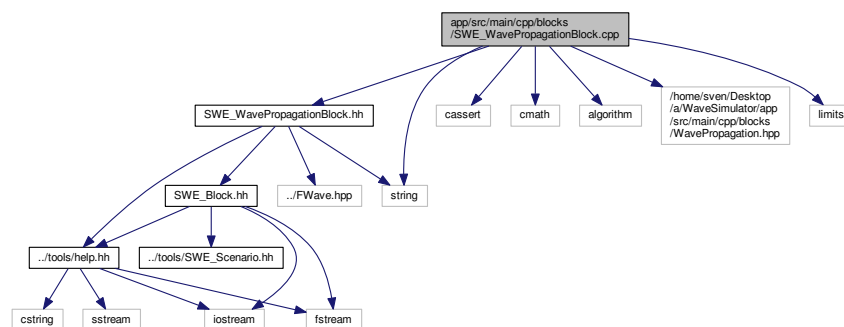 app/src/main/cpp/blocks
/SWE_WavePropagationBlock.cpp
SWE_WavePropagationBlock.hh
cassert
cmath
algorithm
/home/sven/Desktop
/a/WaveSimulator/app
/src/main/cpp/blocks
/WavePropagation.hpp
limits
SWE_Block.hh
../FWave.hpp
string
../tools/help.hh
../tools/SWE_Scenario.hh
cstring
sstream
iostream
fstream